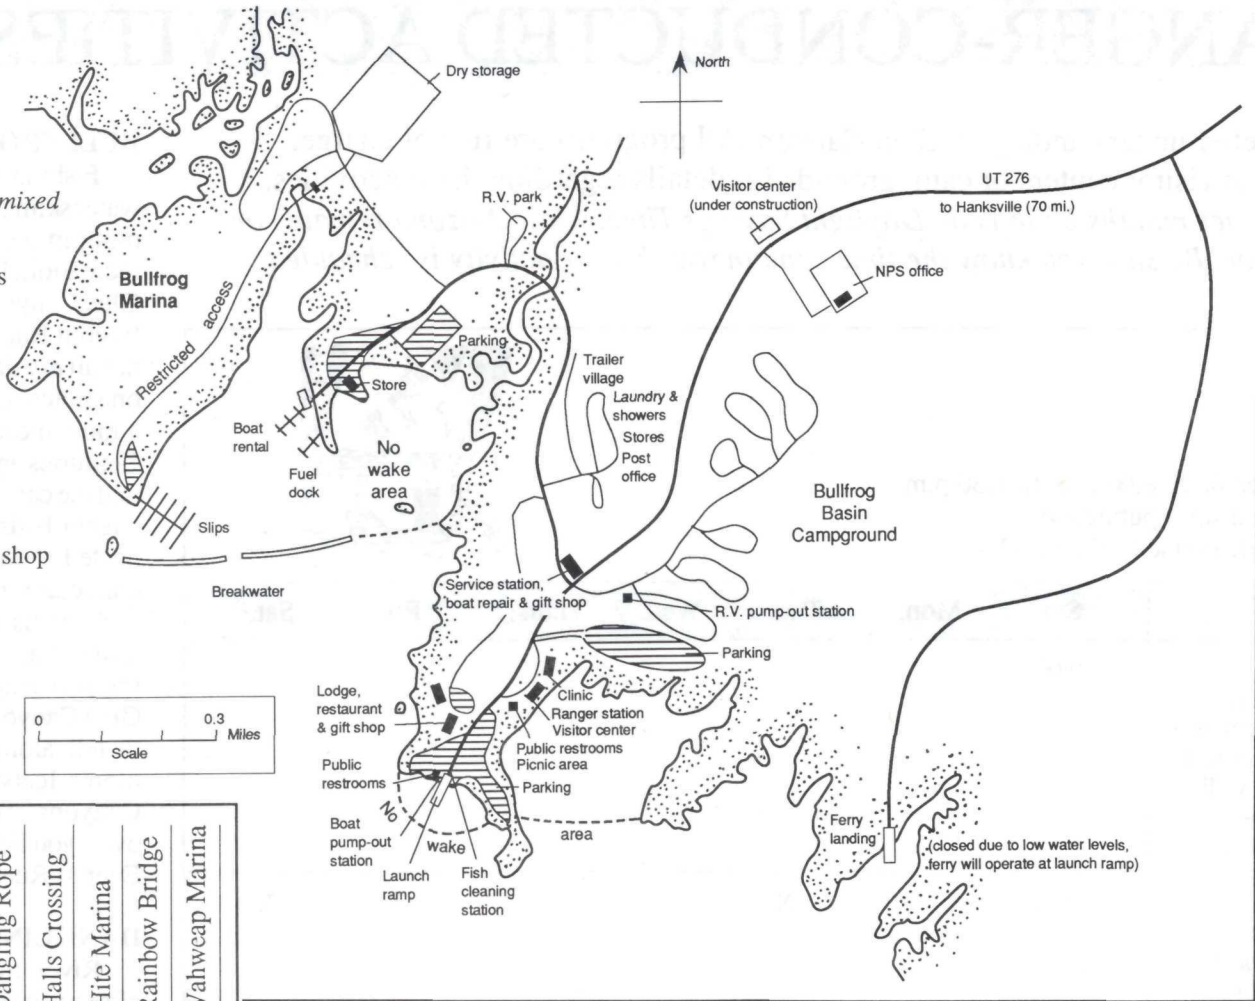 mixed
s
shop
Dry storage
North
R.V. park
Visitor center
(under construction)
UT 276
to Hanksville (70 mi.)
NPS office
Bullfrog
Marina
Restricted access
Parking
Store
Boat
rental
Fuel
dock
No
wake
area
Slips
Breakwater
Trailer
village
Laundry &
showers
Stores
Post
office
Bullfrog
Basin
Campground
Service station,
boat repair & gift shop
R.V. pump-out station
Parking
Clinic
Ranger station
Visitor center
Public restrooms
Picnic area
Lodge,
restaurant
& gift shop
Public
restrooms
Parking
No wake area
Boat
pump-out
station
Launch
ramp
Fish
cleaning
station
Ferry
landing
(closed due to low water levels,
ferry will operate at launch ramp)
0 0.3
Miles
Scale
Dangling Rope
Halls Crossing
Hite Marina
Rainbow Bridge
Wahweap Marina